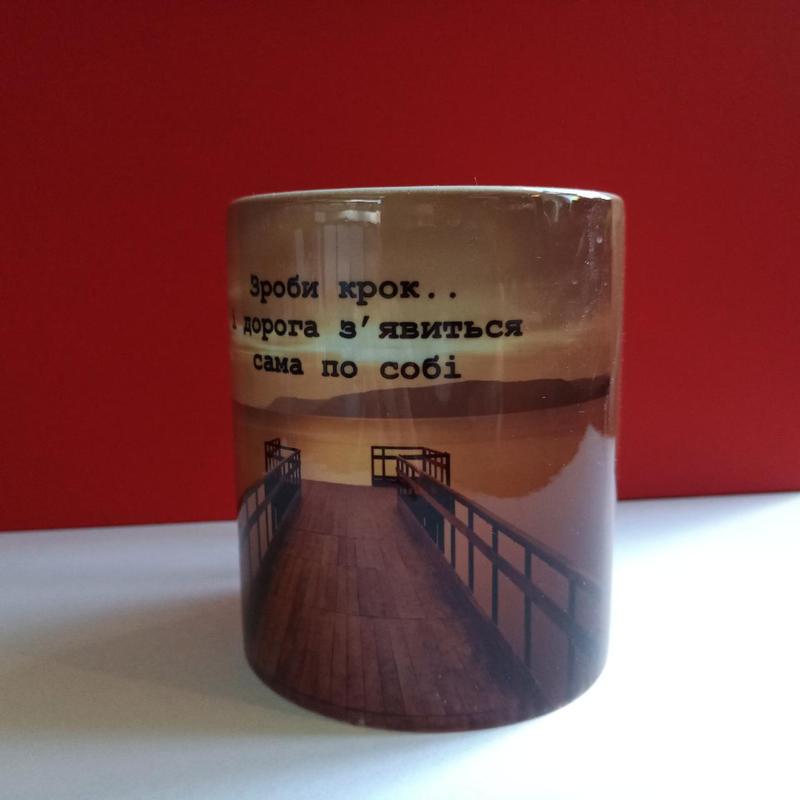 Зроби крок..
і дорога з'явиться
сама по собі